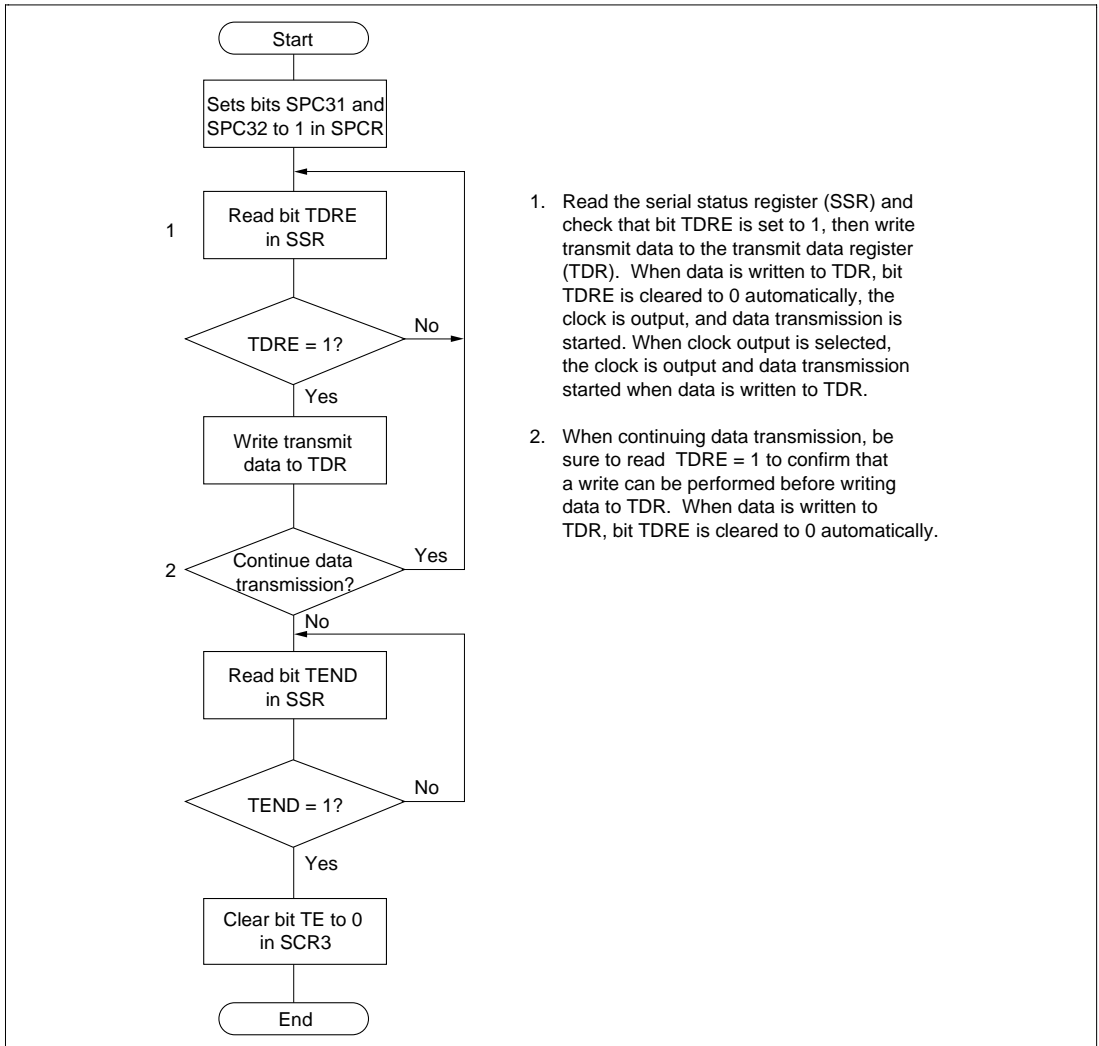 Start
Sets bits SPC31 and
SPC32 to 1 in SPCR
1
Read bit TDRE
in SSR
TDRE = 1?
No
Yes
Write transmit
data to TDR
2
Continue data
transmission?
Yes
No
Read bit TEND
in SSR
TEND = 1?
No
Yes
Clear bit TE to 0
in SCR3
End
1. Read the serial status register (SSR) and
check that bit TDRE is set to 1, then write
transmit data to the transmit data register
(TDR).  When data is written to TDR, bit
TDRE is cleared to 0 automatically, the
clock is output, and data transmission is
started. When clock output is selected,
the clock is output and data transmission
started when data is written to TDR.
2. When continuing data transmission, be
sure to read  TDRE = 1 to confirm that
a write can be performed before writing
data to TDR.  When data is written to
TDR, bit TDRE is cleared to 0 automatically.